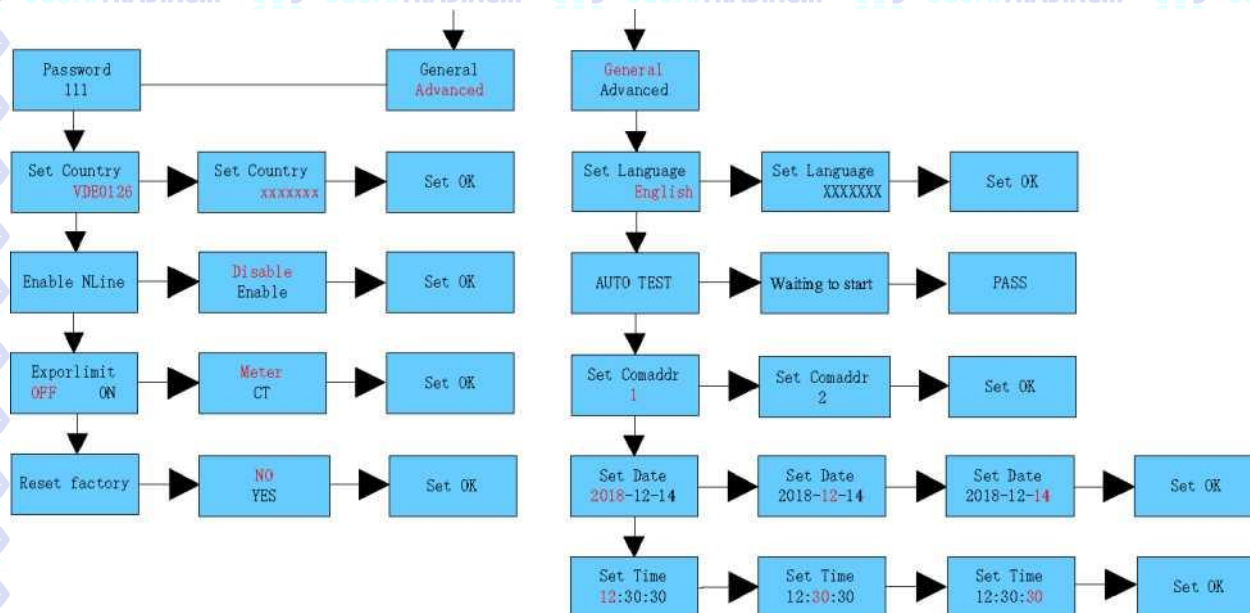 Password
111
General
Advanced
General
Advanced
Set Country
VDE0126
Set Country
xxxxxxx
Set OK
Set Language
English
Set Language
XXXXXXX
Set OK
Enable NLine
Disable
Enable
Set OK
AUTO TEST
Waiting to start
PASS
Exporlimit
OFF ON
Meter
CT
Set OK
Set Comaddr
1
Set Comaddr
2
Set OK
Reset factory
NO
YES
Set OK
Set Date
2018-12-14
Set Date
2018-12-14
Set Date
2018-12-14
Set OK
Set Time
12:30:30
Set Time
12:30:30
Set Time
12:30:30
Set OK